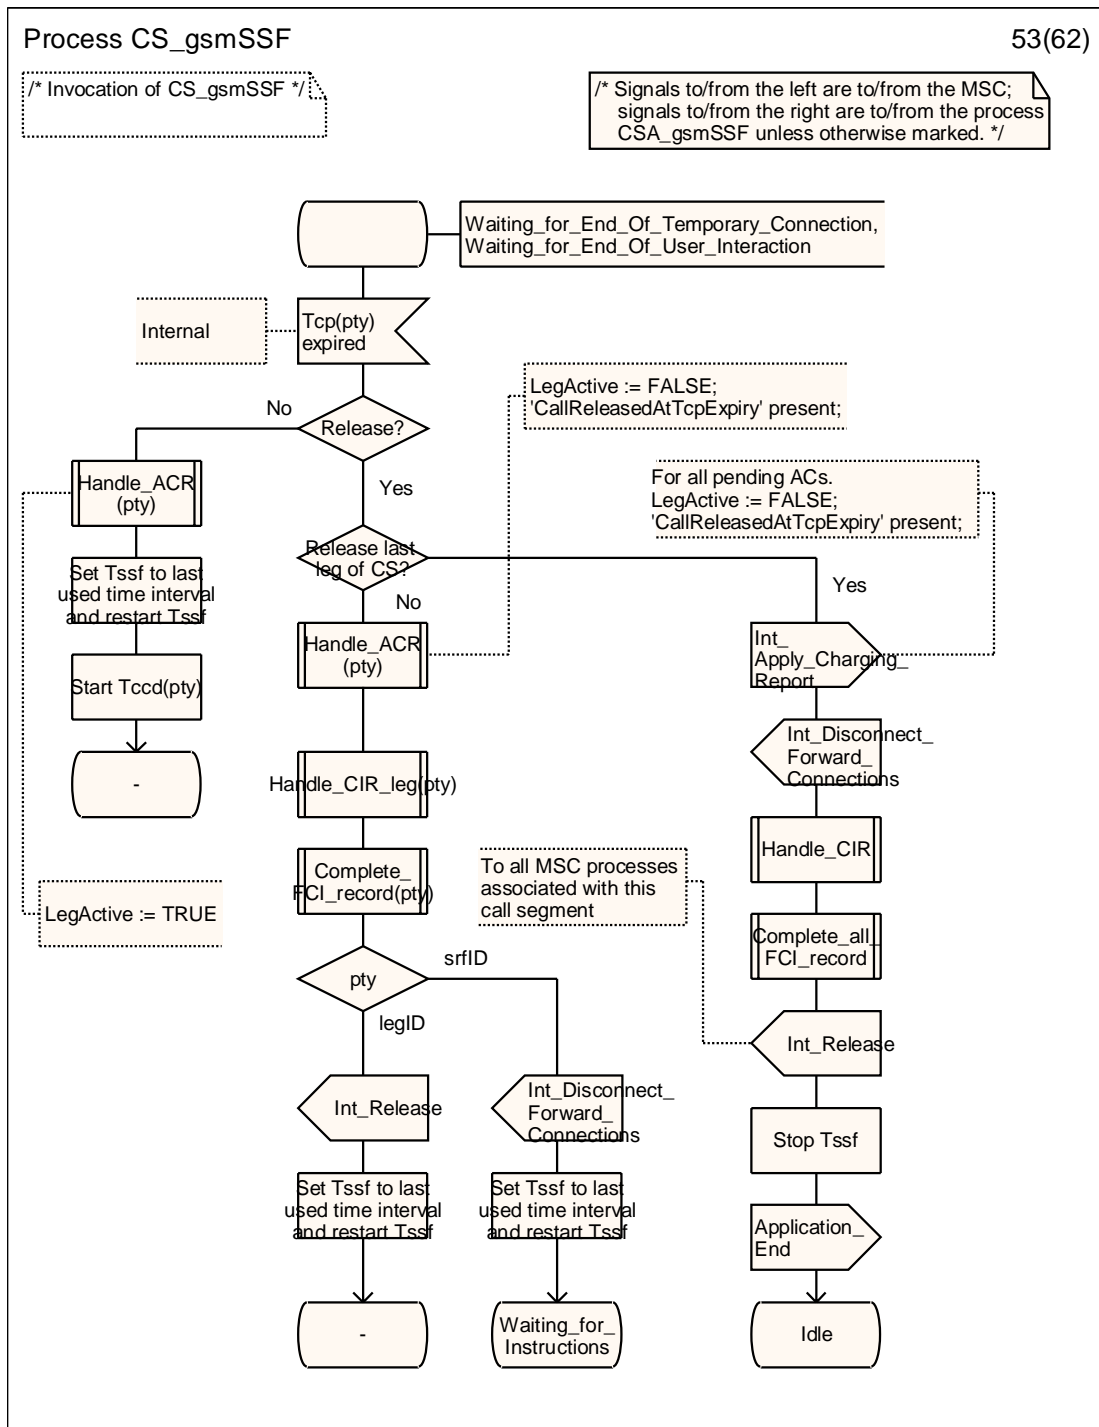 Process CS_gsmSSF
53(62)
/* Invocation of CS_gsmSSF */
/* Signals to/from the left are to/from the MSC;
signals to/from the right are to/from the process
CSA_gsmSSF unless otherwise marked. */
Waiting_for_End_Of_Temporary_Connection,
Waiting_for_End_Of_User_Interaction
Internal
Tcp(pty)
expired
LegActive := FALSE;
'CallReleasedAtTcpExpiry' present;
No
Release?
Yes
For all pending ACs.
LegActive := FALSE;
'CallReleasedAtTcpExpiry' present;
Handle_ACR
(pty)
Release last
leg of CS?
Yes
No
Set Tssf to last
used time interval
and restart Tssf
Handle_ACR
(pty)
Int_
Apply_Charging_
Report
Start Tccd(pty)
-
Handle_CIR_leg(pty)
Int_Disconnect_
Forward_
Connections
Handle_CIR
LegActive := TRUE
Complete_
FCI_record(pty)
To all MSC processes
associated with this
call segment
Complete_all_
FCI_record
pty
srfID
legID
Int_Release
Int_Release
Int_Disconnect_
Forward_
Connections
Stop Tssf
Set Tssf to last
used time interval
and restart Tssf
Set Tssf to last
used time interval
and restart Tssf
Application_
End
-
Waiting_for_
Instructions
Idle